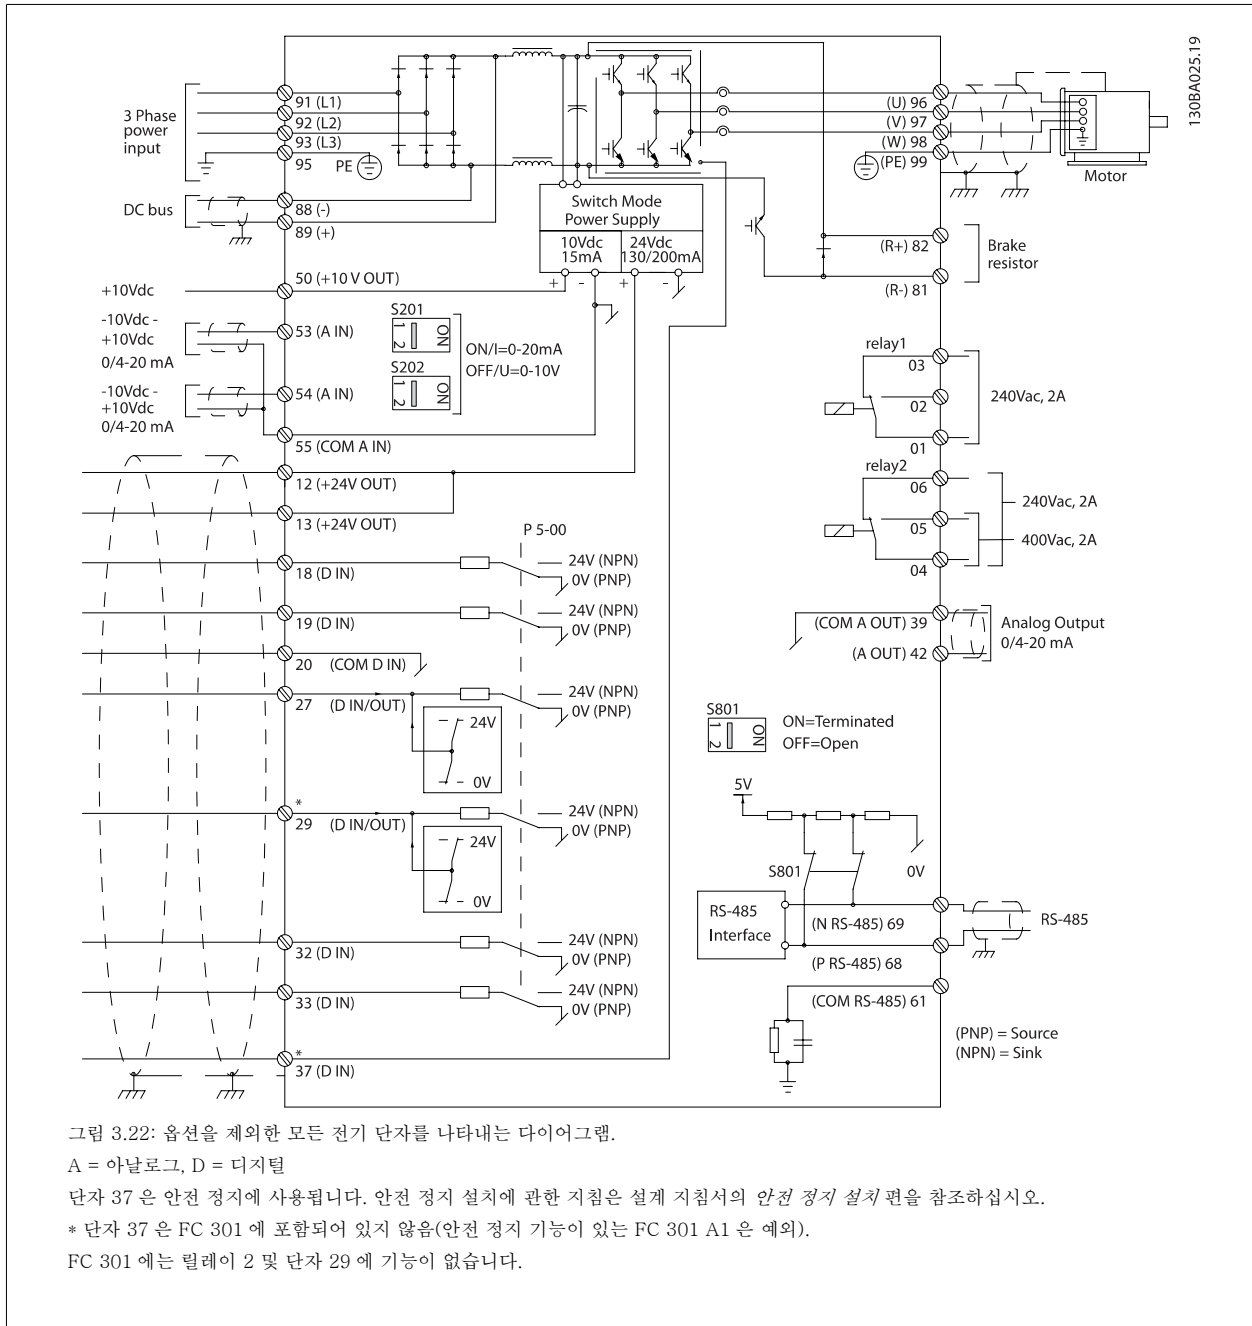 130BA025.19
3 Phase
power
input
91 (L1)
92 (L2)
93 (L3)
95
PE
DC bus
88 (-)
89 (+)
+10Vdc
50 (+10 V OUT)
-10Vdc -
+10Vdc
0/4-20 mA
53 (A IN)
-10Vdc -
+10Vdc
0/4-20 mA
54 (A IN)
55 (COM A IN)
12 (+24V OUT)
13 (+24V OUT)
18 (D IN)
19 (D IN)
20 (COM D IN)
27 (D IN/OUT)
24V
0V
*
29 (D IN/OUT)
24V
0V
32 (D IN)
33 (D IN)
*
37 (D IN)
S201
1 2
ON
S202
1 2
ON
ON/I=0-20mA
OFF/U=0-10V
P 5-00
24V (NPN)
0V (PNP)
24V (NPN)
0V (PNP)
24V (NPN)
0V (PNP)
24V (NPN)
0V (PNP)
24V (NPN)
0V (PNP)
24V (NPN)
0V (PNP)
Switch Mode
Power Supply
10Vdc
15mA
24Vdc
130/200mA
+ - + -
(U) 96
(V) 97
(W) 98
(PE) 99
Motor
(R+) 82
(R-) 81
Brake
resistor
relay1
03
02
01
240Vac, 2A
relay2
06
05
04
240Vac, 2A
400Vac, 2A
(COM A OUT) 39
(A OUT) 42
Analog Output
0/4-20 mA
S801
1 2
ON
ON=Terminated
OFF=Open
5V
S801
0V
RS-485
Interface
(N RS-485) 69
(P RS-485) 68
(COM RS-485) 61
RS-485
(PNP) = Source
(NPN) = Sink
그림 3.22: 옵션을 제외한 모든 전기 단자를 나타내는 다이어그램.
A = 아날로그, D = 디지털
단자 37 은 안전 정지에 사용됩니다. 안전 정지 설치에 관한 지침은 설계 지침서의 안전 정지 설치 편을 참조하십시오.
* 단자 37 은 FC 301 에 포함되어 있지 않음(안전 정지 기능이 있는 FC 301 A1 은 예외).
FC 301 에는 릴레이 2 및 단자 29 에 기능이 없습니다.